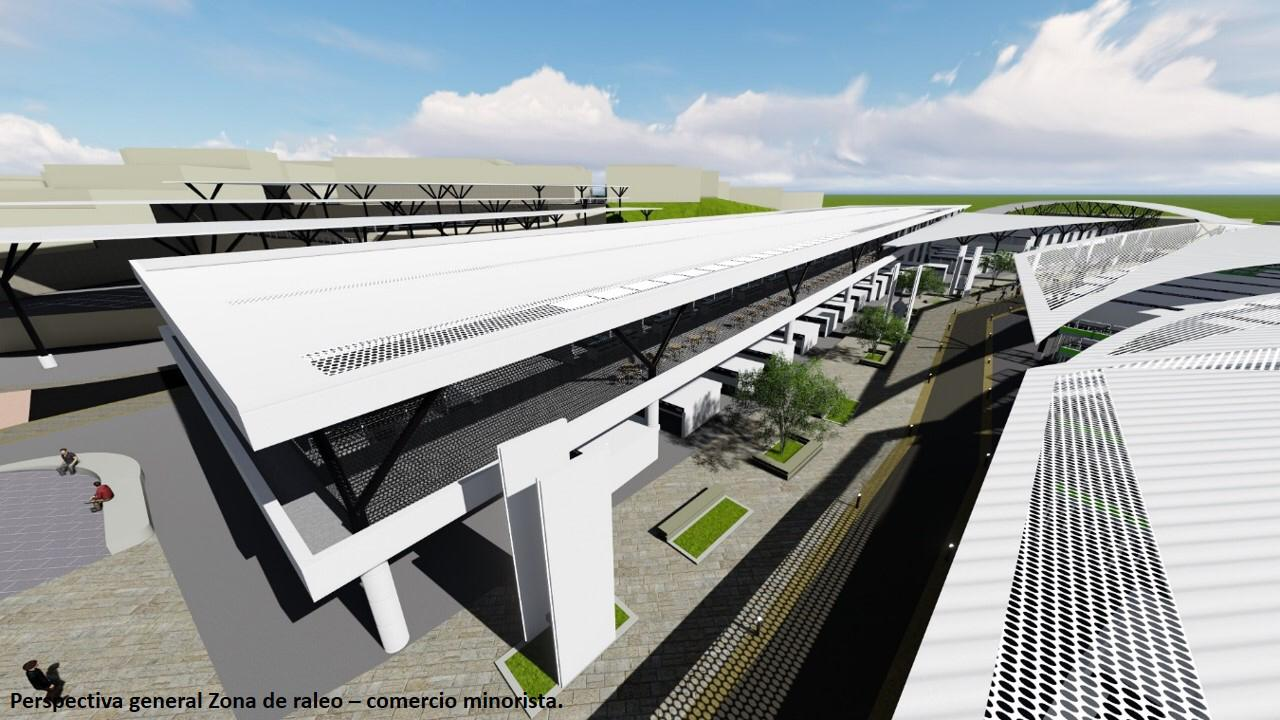 Perspectiva general Zona de raleo – comercio minorista.